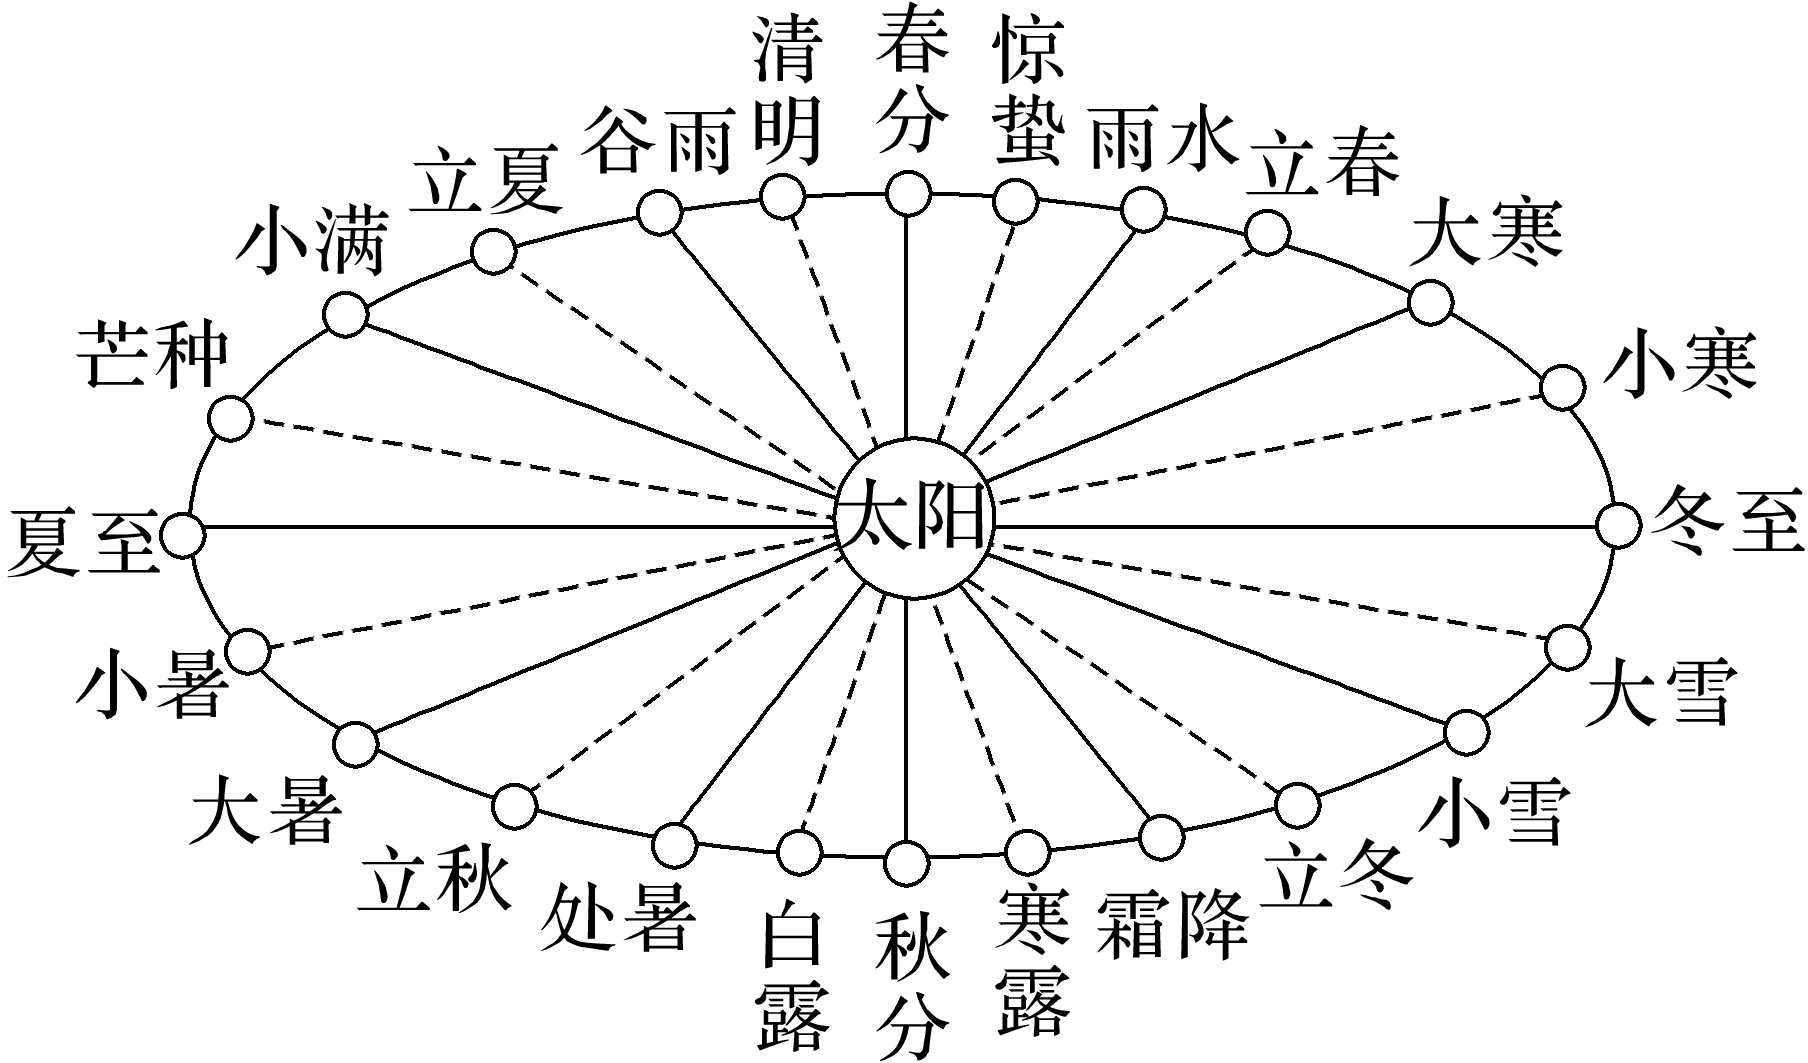 清明
春分
惊蛰
谷雨
雨水
立夏
立春
小满
大寒
芒种
小寒
太阳
夏至
冬至
小暑
大雪
大暑
小雪
立秋
立冬
处暑
霜降
白露
秋分
寒露